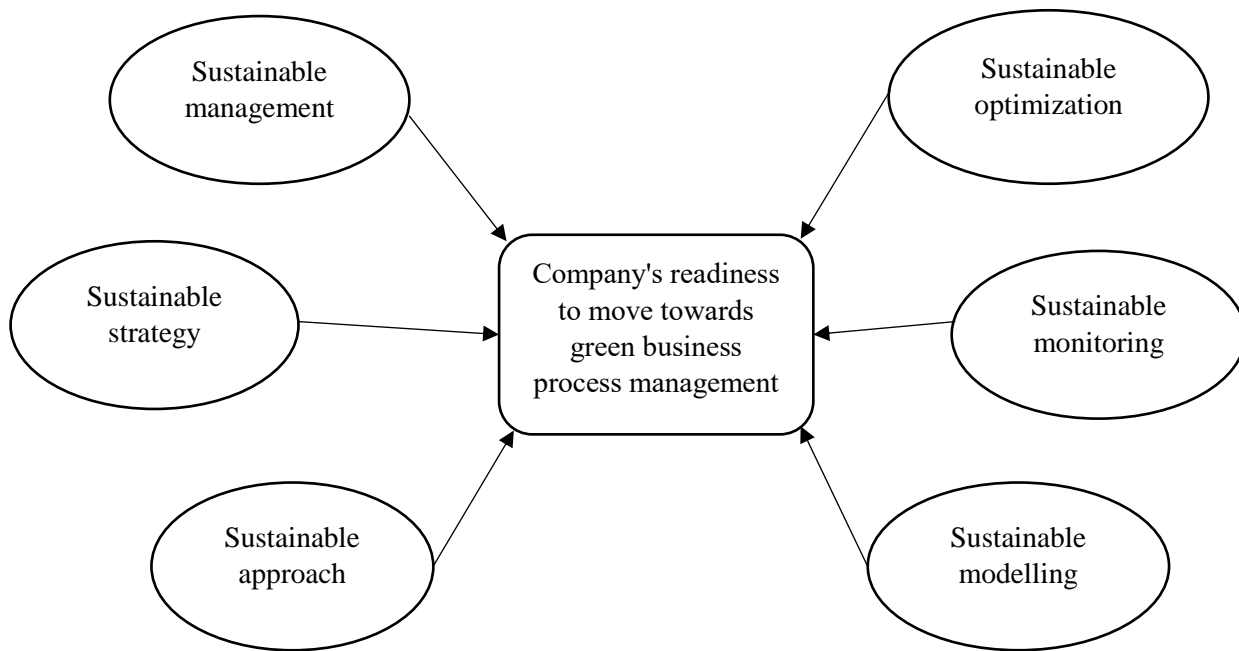 Sustainable
management
Sustainable
optimization
Company's readiness
to move towards
green business
process management
Sustainable
strategy
Sustainable
monitoring
Sustainable
approach
Sustainable
modelling